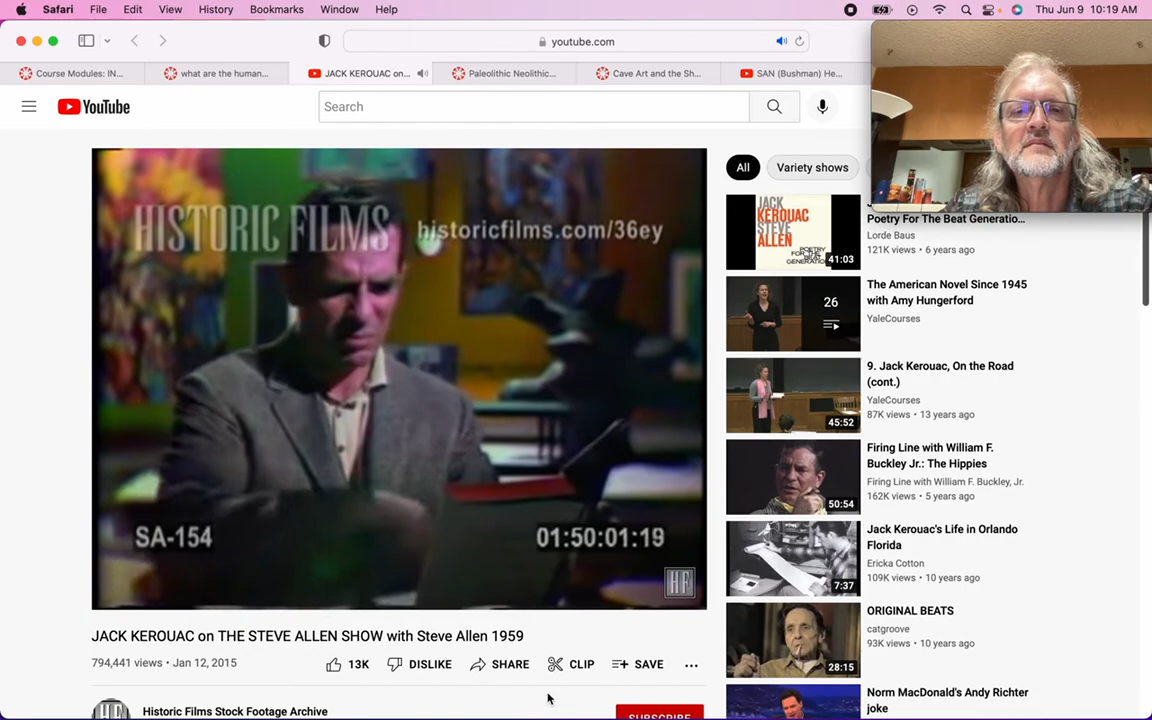 Safari File Edit View History Bookmarks Window Help Thu Jun 9 10:19 AM
youtube.com
Course Modules: IN... what are the human... JACK KEROUAC on... Paleolithic Neolithic... Cave Art and the Sh... SAN (Bushman) He...
YouTube
Search
HISTORIC FILMS
historicfilms.com/36ey
SA-154
01:50:01:19
HF
JACK KEROUAC on THE STEVE ALLEN SHOW with Steve Allen 1959
794,441 views • Jan 12, 2015
13K DISLIKE SHARE CLIP SAVE ...
Historic Films Stock Footage Archive
SUBSCRIBE
All Variety shows
JACK
KEROUAC
STEVE
ALLEN
POETRY
FOR THE
BEAT
GENERATION
41:03
Poetry For The Beat Generatio...
Lorde Baus
121K views • 6 years ago
26
The American Novel Since 1945
with Amy Hungerford
YaleCourses
45:52
9. Jack Kerouac, On the Road
(cont.)
YaleCourses
87K views • 13 years ago
50:54
Firing Line with William F.
Buckley Jr.: The Hippies
Firing Line with William F. Buckley, Jr.
162K views • 5 years ago
7:37
Jack Kerouac's Life in Orlando
Florida
Ericka Cotton
109K views • 10 years ago
28:15
ORIGINAL BEATS
catgroove
93K views • 10 years ago
Norm MacDonald's Andy Richter
joke